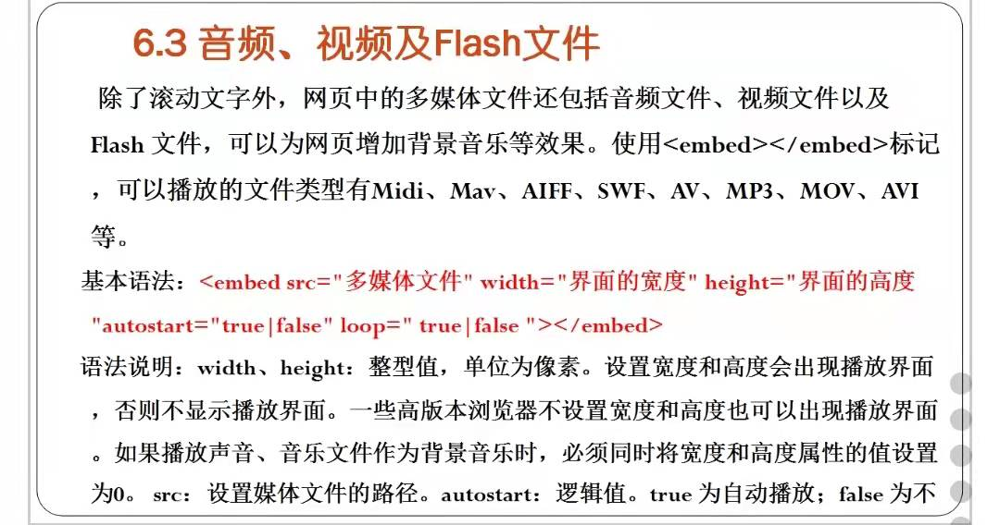 6.3 音频、视频及Flash文件
除了滚动文字外，网页中的多媒体文件还包括音频文件、视频文件以及
Flash 文件，可以为网页增加背景音乐等效果。使用<embed></embed>标记
，可以播放的文件类型有Midi、Mav、AIFF、SWF、AV、MP3、MOV、AVI
等。
基本语法：<embed src="多媒体文件" width="界面的宽度" height="界面的高度
"autostart="true|false" loop=" true|false "></embed>
语法说明：width、height：整型值，单位为像素。设置宽度和高度会出现播放界面
，否则不显示播放界面。一些高版本浏览器不设置宽度和高度也可以出现播放界面
。如果播放声音、音乐文件作为背景音乐时，必须同时将宽度和高度属性的值设置
为0。 src：设置媒体文件的路径。autostart：逻辑值。true 为自动播放；false 为不